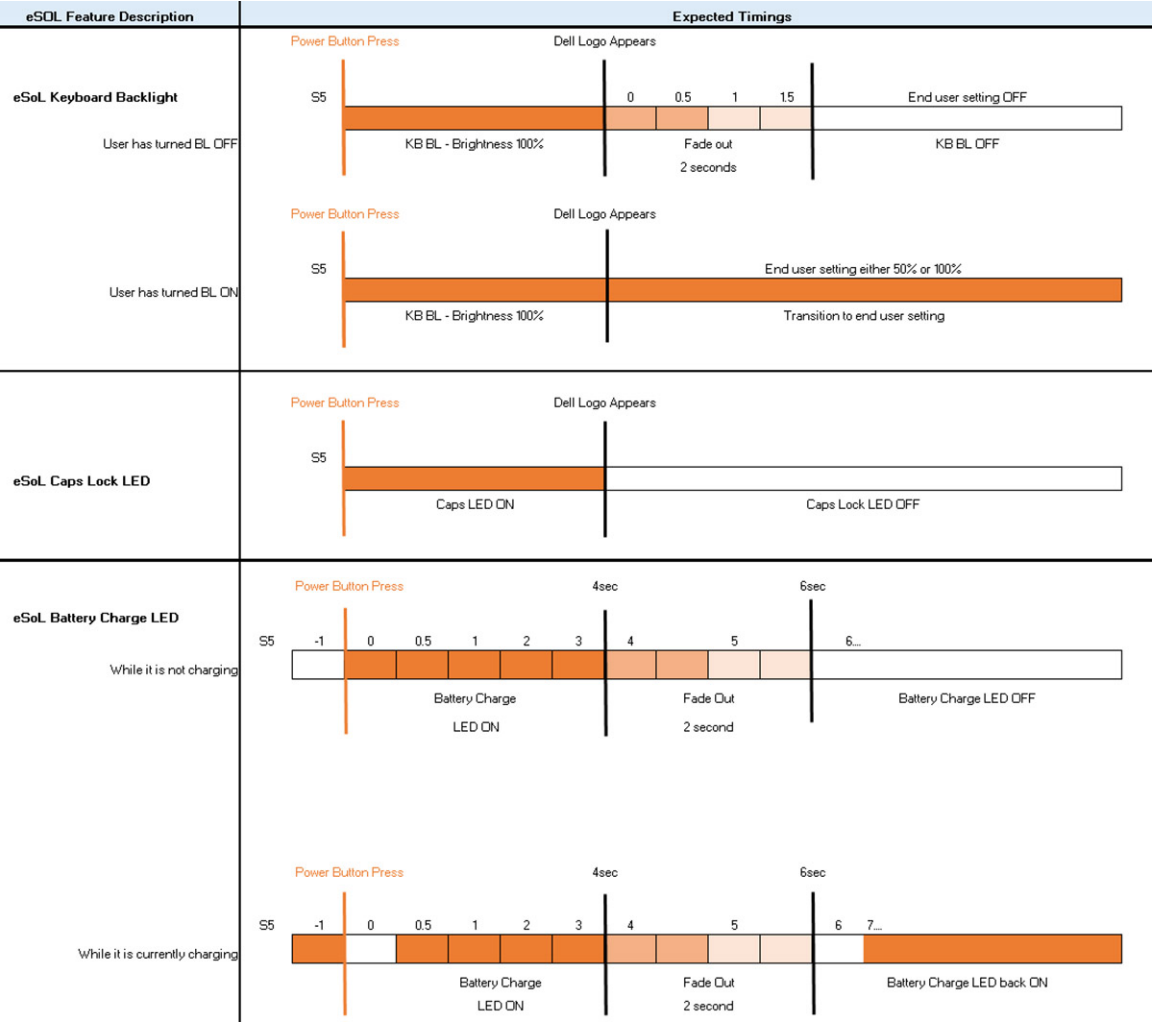 eSOL Feature Description
Expected Timings
Power Button Press
Dell Logo Appears
eSoL Keyboard Backlight
S5
0 0.5 1 1.5
End user setting OFF
User has turned BL OFF
KB BL - Brightness 100%
Fade out
KB BL OFF
2 seconds
Power Button Press
Dell Logo Appears
S5
End user setting either 50% or 100%
User has turned BL ON
KB BL - Brightness 100%
Transition to end user setting
Power Button Press
Dell Logo Appears
S5
eSoL Caps Lock LED
Caps LED ON
Caps Lock LED OFF
Power Button Press
4sec
6sec
eSoL Battery Charge LED
S5
-1 0 0.5 1 2 3 4 5 6...
While it is not charging
Battery Charge
Fade Out
Battery Charge LED OFF
LED ON
2 second
Power Button Press
4sec
6sec
S5
-1 0 0.5 1 2 3 4 5 6 7...
While it is currently charging
Battery Charge
Fade Out
Battery Charge LED back ON
LED ON
2 second